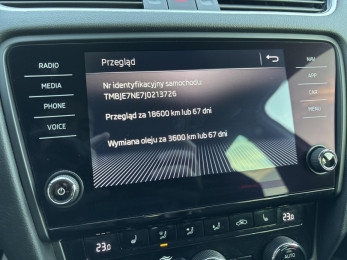 Przegląd
RADIO
MEDIA
PHONE
VOICE
NAV
APP
CAR
MENU
Nr identyfikacyjny samochodu
TMBJE7NE7J0213726
Przegląd za 18600 km lub 67 dni
Wymiana oleju za 3600 km lub 67 dni
23.0
23.0